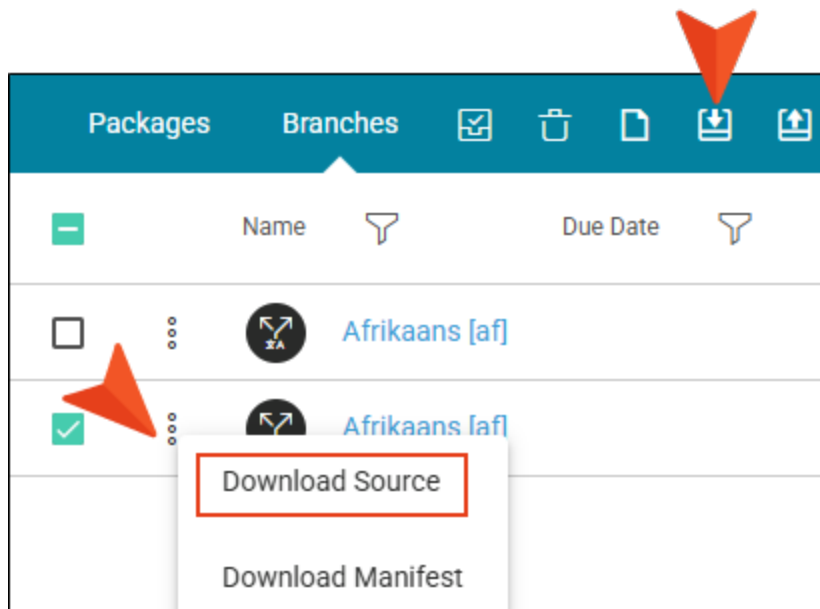 Packages Branches
Name Due Date
Afrikaans [af]
Afrikaans [af]
Download Source
Download Manifest